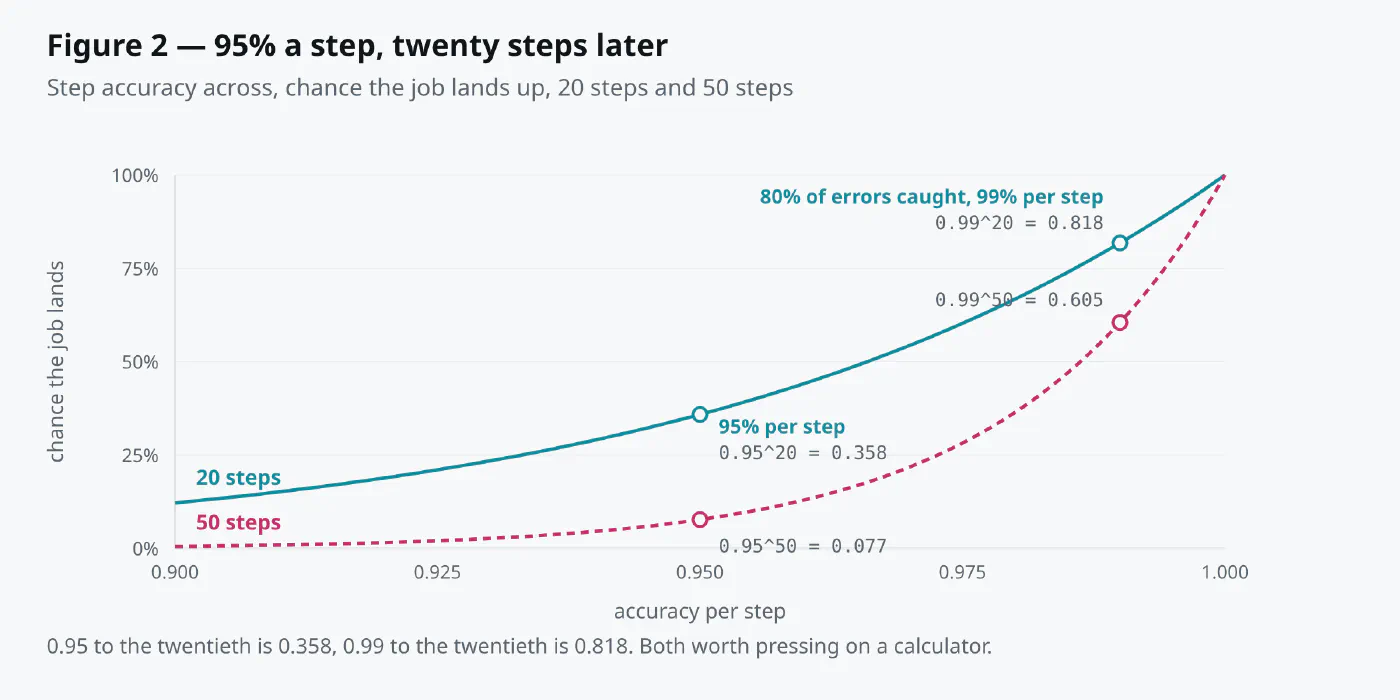 Figure 2 — 95% a step, twenty steps later
Step accuracy across, chance the job lands up, 20 steps and 50 steps
100%
80% of errors caught, 99% per step
0.99^20 = 0.818
75%
0.99^50 = 0.605
chance the job lands
50%
95% per step
0.95^20 = 0.358
25%
20 steps
50 steps
0.95^50 = 0.077
0%
0.900
0.925
0.950
0.975
1.000
accuracy per step
0.95 to the twentieth is 0.358, 0.99 to the twentieth is 0.818. Both worth pressing on a calculator.